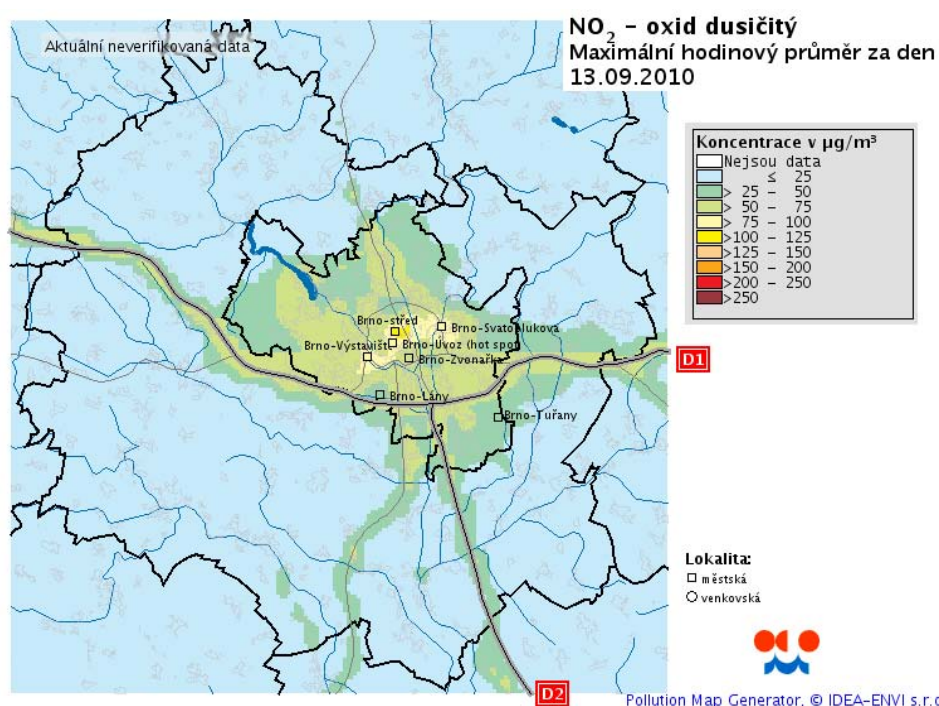 Aktuální neverifikovaná data
NO2 – oxid dusičitý
Maximální hodinový průměr za den
13.09.2010
Koncentrace v µg/m³
Nejsou data
≤ 25
> 25 – 50
> 50 – 75
> 75 – 100
>100 – 125
>125 – 150
>150 – 200
>200 – 250
>250
Brno-střed
Brno-Svatoplukova
Brno-Výstaviště
Brno-Úvoz (hot spot
Brno-Zvonařka
D1
Brno-Lány
Brno-Tuřany
Lokalita:
městská
venkovská
D2
Pollution Map Generator, © IDEA-ENVI s.r.o